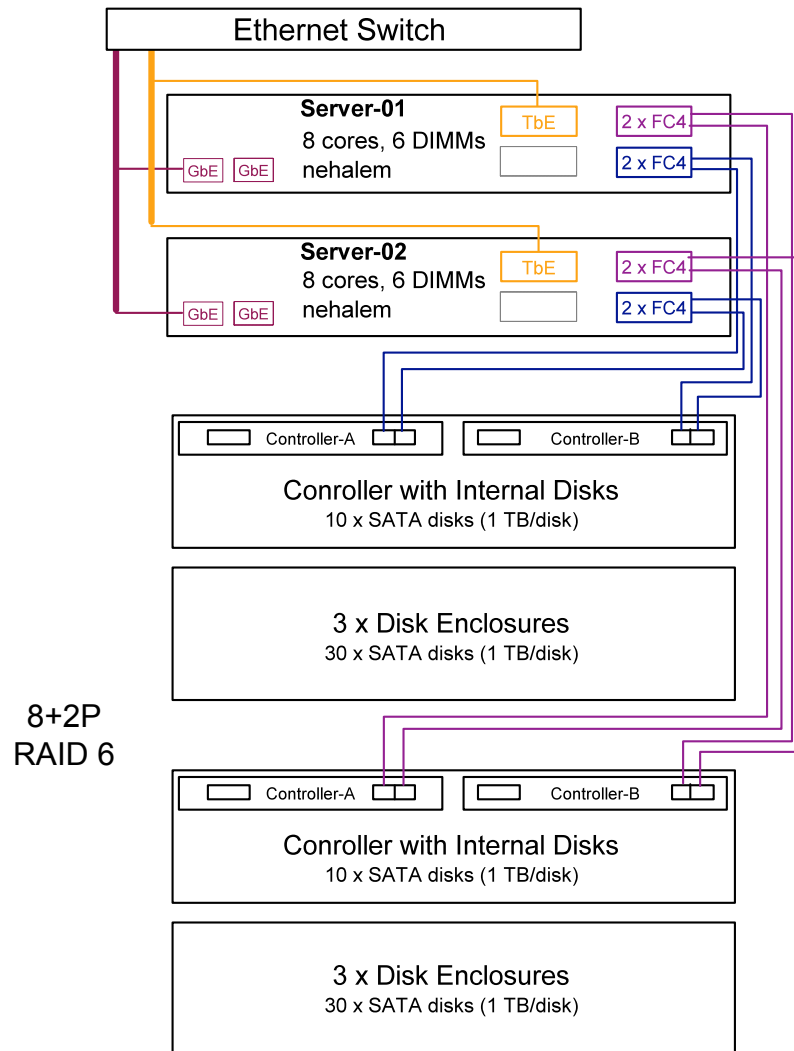 Ethernet Switch
Server-01
8 cores, 6 DIMMs
nehalem
GbE
GbE
TbE
2 x FC4
2 x FC4
Server-02
8 cores, 6 DIMMs
nehalem
GbE
GbE
TbE
2 x FC4
2 x FC4
Controller-A
Controller-B
Conroller with Internal Disks
10 x SATA disks (1 TB/disk)
3 x Disk Enclosures
30 x SATA disks (1 TB/disk)
8+2P
RAID 6
Controller-A
Controller-B
Conroller with Internal Disks
10 x SATA disks (1 TB/disk)
3 x Disk Enclosures
30 x SATA disks (1 TB/disk)